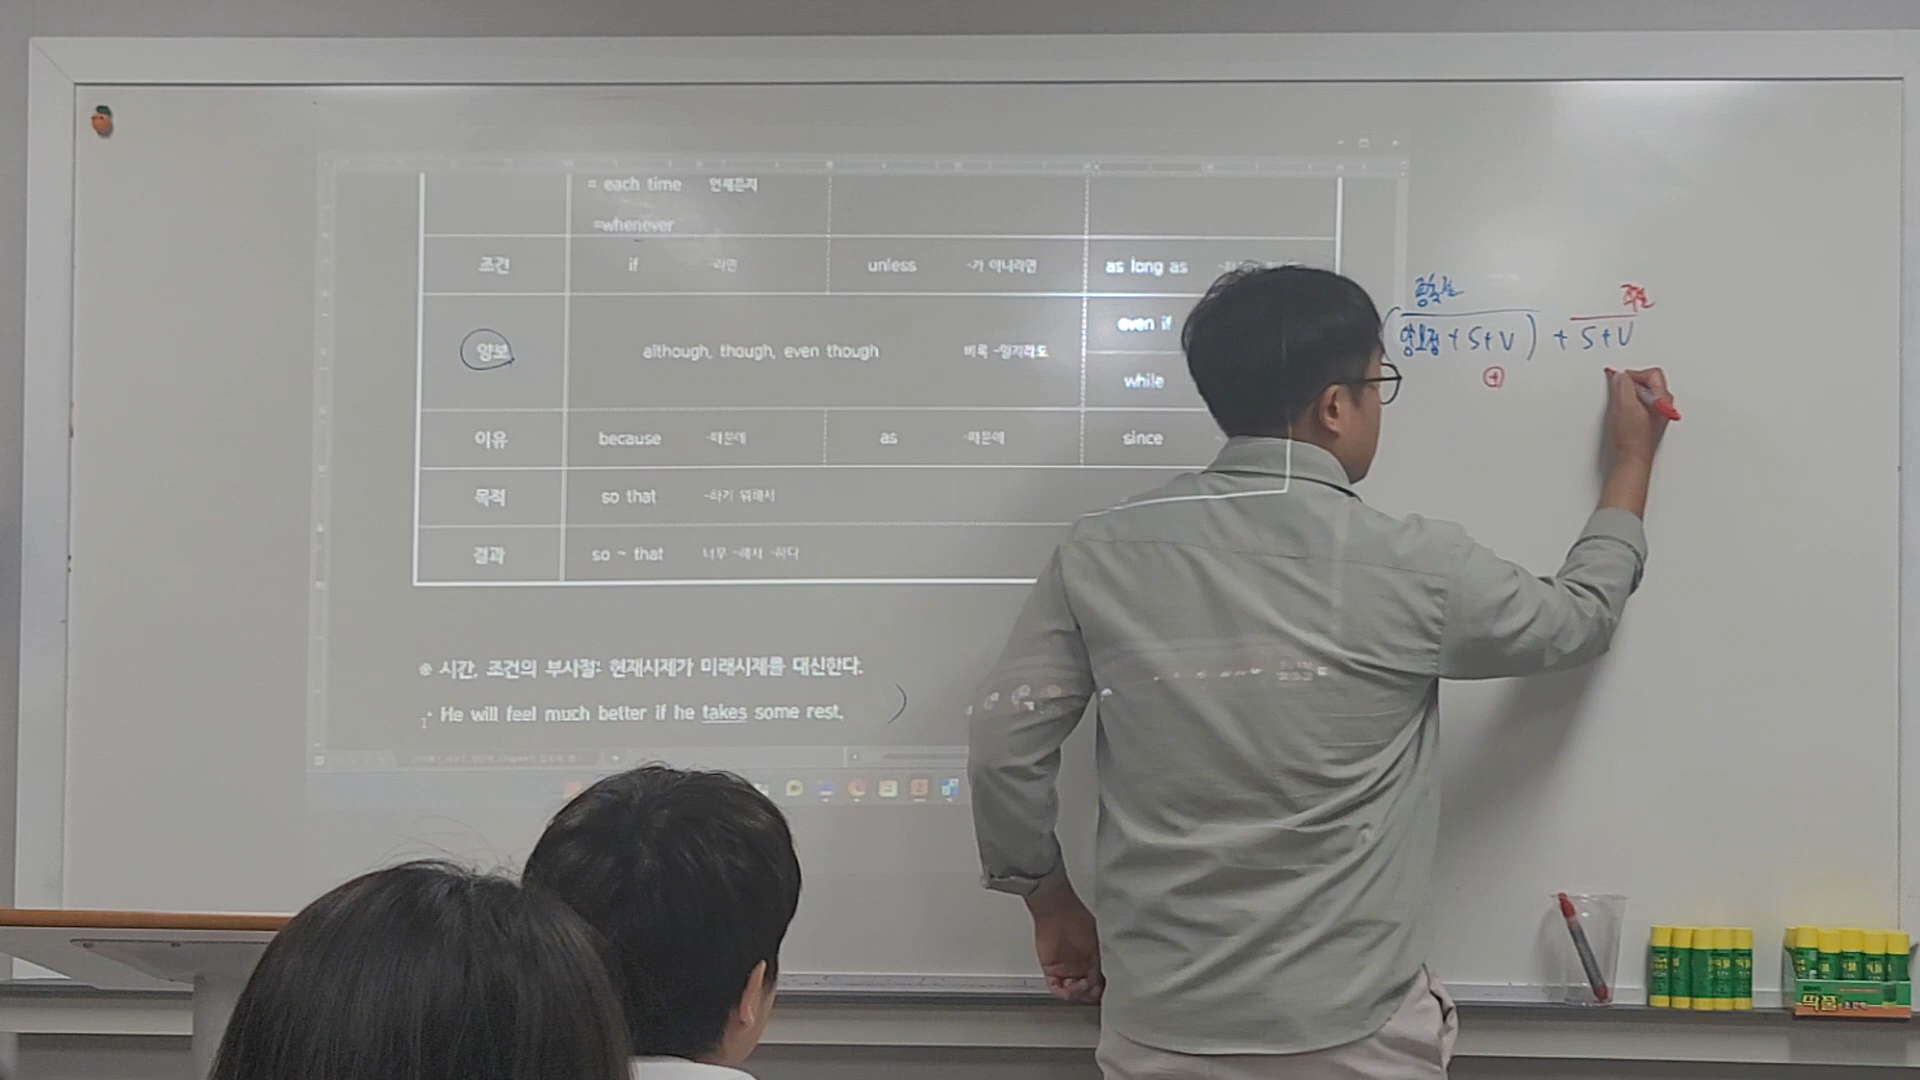 = each time 언제든지
=whenever
조건 if -라면 unless -가 아니라면 as long as
양보 although, though, even though 비록 -일지라도 even if
while
이유 because -때문에 as -때문에 since
목적 so that -하기 위해서
결과 so ~ that 너무 -해서 -하다
※ 시간, 조건의 부사절: 현재시제가 미래시제를 대신한다.
He will feel much better if he takes some rest.
종속절 주절
양보접 + S+V ) + S+V
+
딱풀